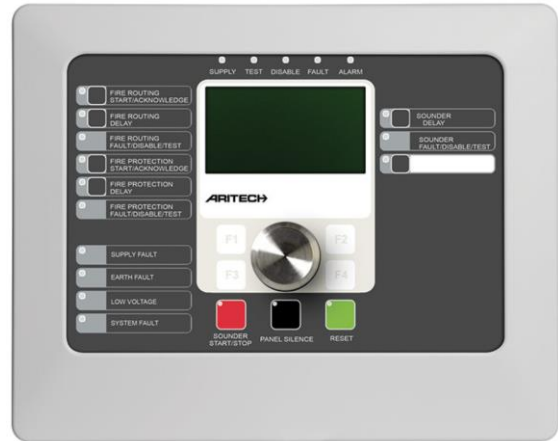 SUPPLY TEST DISABLE FAULT ALARM
FIRE ROUTING
START/ACKNOWLEDGE
FIRE ROUTING
DELAY
FIRE ROUTING
FAULT/DISABLE/TEST
FIRE PROTECTION
START/ACKNOWLEDGE
FIRE PROTECTION
DELAY
FIRE PROTECTION
FAULT/DISABLE/TEST
SUPPLY FAULT
EARTH FAULT
LOW VOLTAGE
SYSTEM FAULT
ARITECH
F1 F2
F3 F4
SOUNDER
START/STOP
PANEL SILENCE
RESET
SOUNDER
DELAY
SOUNDER
FAULT/DISABLE/TEST